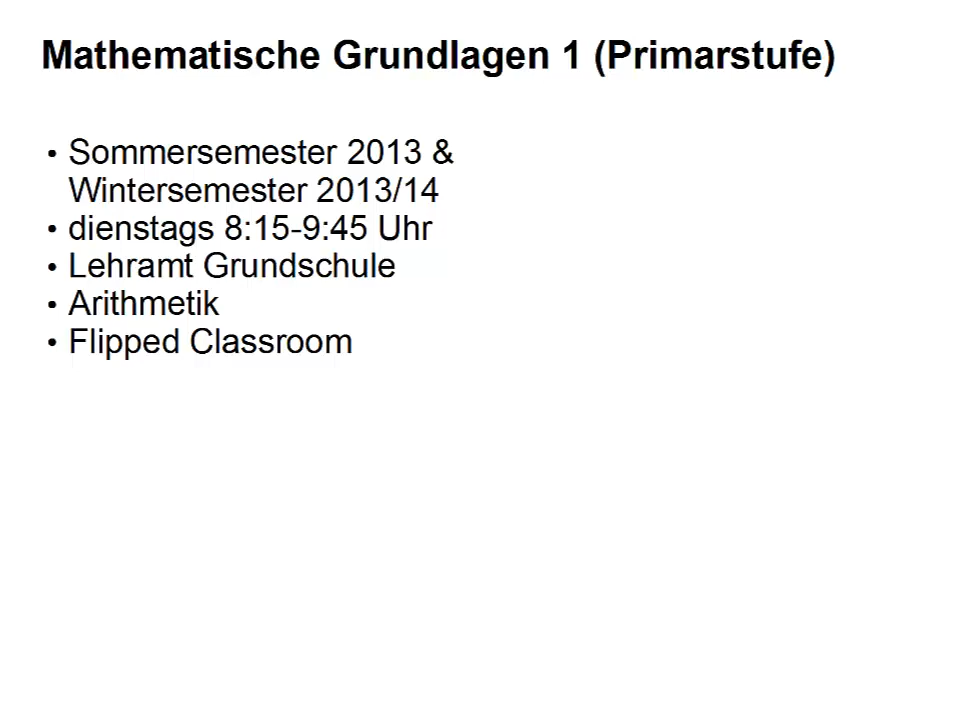 Mathematische Grundlagen 1 (Primarstufe)
• Sommersemester 2013 &
Wintersemester 2013/14
• dienstags 8:15-9:45 Uhr
• Lehramt Grundschule
• Arithmetik
• Flipped Classroom